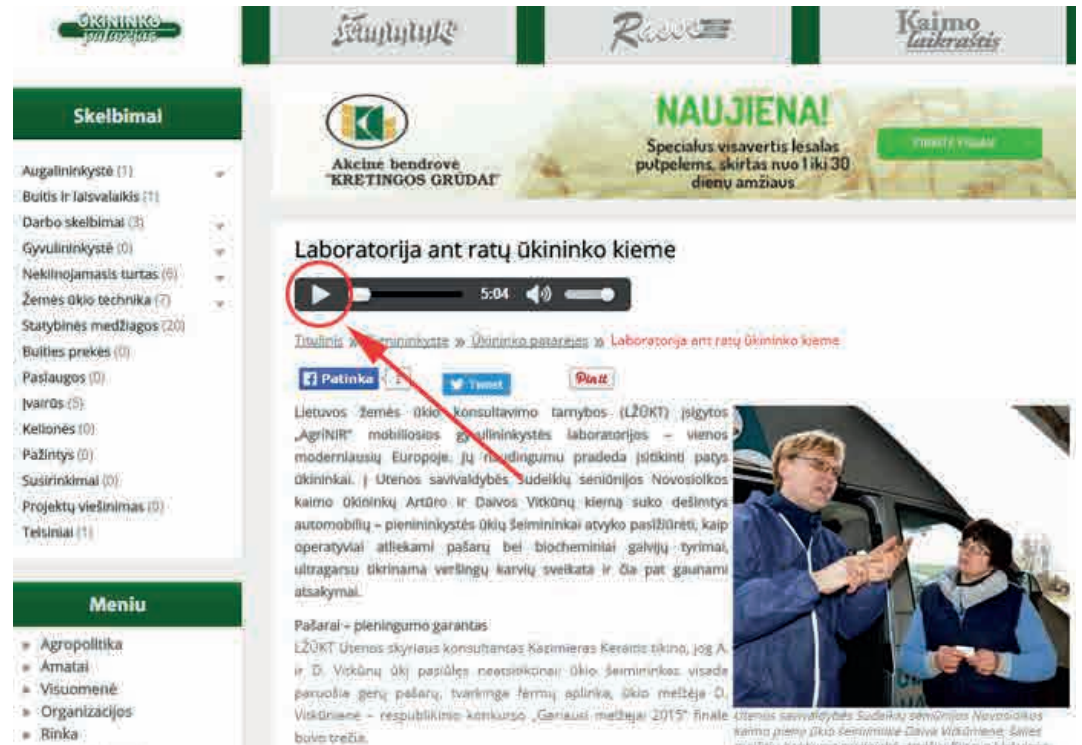 ŪKININKO
patarėjas
Rasos
Kaimo
laikraštis
Skelbimai
Augalininkystė (1)
Buitis ir laisvalaikis (1)
Darbo skelbimai (3)
Gyvulininkystė (0)
Nekilnojamasis turtas (6)
Žemės ūkio technika (7)
Statybinės medžiagos (20)
Buities prekės (0)
Paslaugos (0)
Įvairūs (5)
Kelionės (0)
Pažintys (0)
Susirinkimai (0)
Projektų viešinimas (0)
Teisiniai (1)
Meniu
» Agropolitika
» Amatai
» Visuomenė
» Organizacijos
» Rinka
Akcinė bendrovė
"KRETINGOS GRŪDAI"
NAUJIENA!
Specialus visavertis lesalas
putpelėms, skirtas nuo 1 iki 30
dienų amžiaus
Laboratorija ant ratų ūkininko kieme
5:04
Titulinis » » Ūkininko patarėjas » Laboratorija ant ratų ūkininko kieme
Patinka
Tweet
Pin it
Lietuvos žemės ūkio konsultavimo tarnybos (LŽŪKT) įsigytos
„AgriNIR“ mobiliosios gyvulininkystės laboratorijos – vienos
moderniausių Europoje, jų naudingumu pradeda įsitikinti patys
ūkininkai. Į Utenos savivaldybės Sudeikių seniūnijos Novosiolkos
kaimo ūkininkų Artūro ir Daivos Vitkūnų kiemą suko dešimtys
automobilių – pienininkystės ūkių šeimininkai atvyko pasižiūrėti, kaip
operatyviai atliekami pašarų bei biocheminiai galvijų tyrimai,
ultragarsu tikrinama veršingų karvių sveikata ir čia pat gaunami
atsakymai.
Pašarai – pieningumo garantas
LŽŪKT Utenos skyriaus konsultantas Kazimieras Keraitis tikino, jog A.
ir D. Vitkūnų ūkį pasiūlęs neatsitiktinai: ūkio šeimininkas visada
paruošia gerų pašarų, tvarkinga fermų aplinka, ūkio melžėja D.
Vitkūnienė – respublikinio konkurso „Geriausi melžėjai 2015“ finale
buvo trečia.
Utenos savivaldybės Sudeikių seniūnijos Novosiolkos
kaimo pienų ūkio šeimininkė Daiva Vitkūnienė, šalies